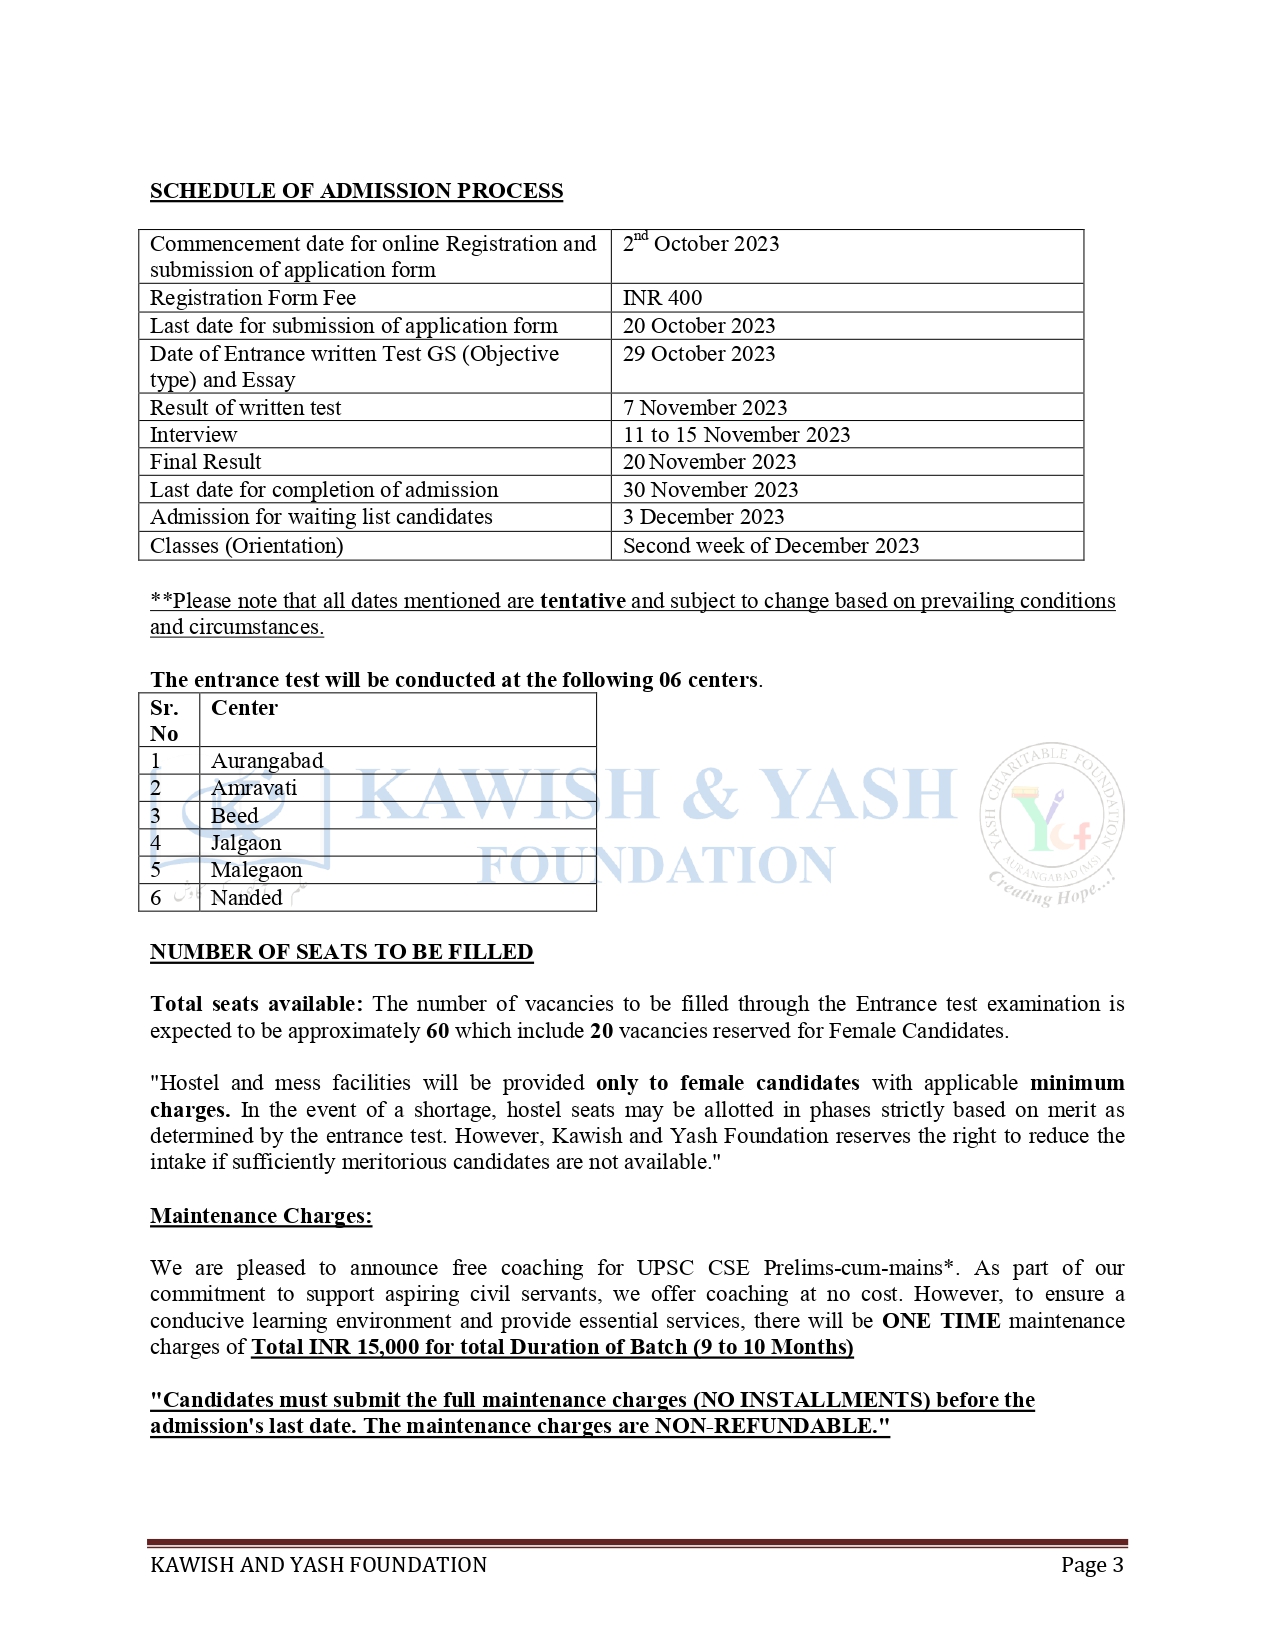 SCHEDULE OF ADMISSION PROCESS
Commencement date for online Registration and submission of application form 2nd October 2023
Registration Form Fee INR 400
Last date for submission of application form 20 October 2023
Date of Entrance written Test GS (Objective type) and Essay 29 October 2023
Result of written test 7 November 2023
Interview 11 to 15 November 2023
Final Result 20 November 2023
Last date for completion of admission 30 November 2023
Admission for waiting list candidates 3 December 2023
Classes (Orientation) Second week of December 2023
**Please note that all dates mentioned are tentative and subject to change based on prevailing conditions
and circumstances.
The entrance test will be conducted at the following 06 centers.
Sr. No Center
1 Aurangabad
2 Amravati
3 Beed
4 Jalgaon
5 Malegaon
6 Nanded
KAWISH & YASH
FOUNDATION
YASH CHARITABLE FOUNDATION
AURANGABAD (MS)
Creating Hope...!
NUMBER OF SEATS TO BE FILLED
Total seats available: The number of vacancies to be filled through the Entrance test examination is
expected to be approximately 60 which include 20 vacancies reserved for Female Candidates.
"Hostel and mess facilities will be provided only to female candidates with applicable minimum
charges. In the event of a shortage, hostel seats may be allotted in phases strictly based on merit as
determined by the entrance test. However, Kawish and Yash Foundation reserves the right to reduce the
intake if sufficiently meritorious candidates are not available."
Maintenance Charges:
We are pleased to announce free coaching for UPSC CSE Prelims-cum-mains*. As part of our
commitment to support aspiring civil servants, we offer coaching at no cost. However, to ensure a
conducive learning environment and provide essential services, there will be ONE TIME maintenance
charges of Total INR 15,000 for total Duration of Batch (9 to 10 Months)
"Candidates must submit the full maintenance charges (NO INSTALLMENTS) before the
admission's last date. The maintenance charges are NON-REFUNDABLE."
KAWISH AND YASH FOUNDATION Page 3